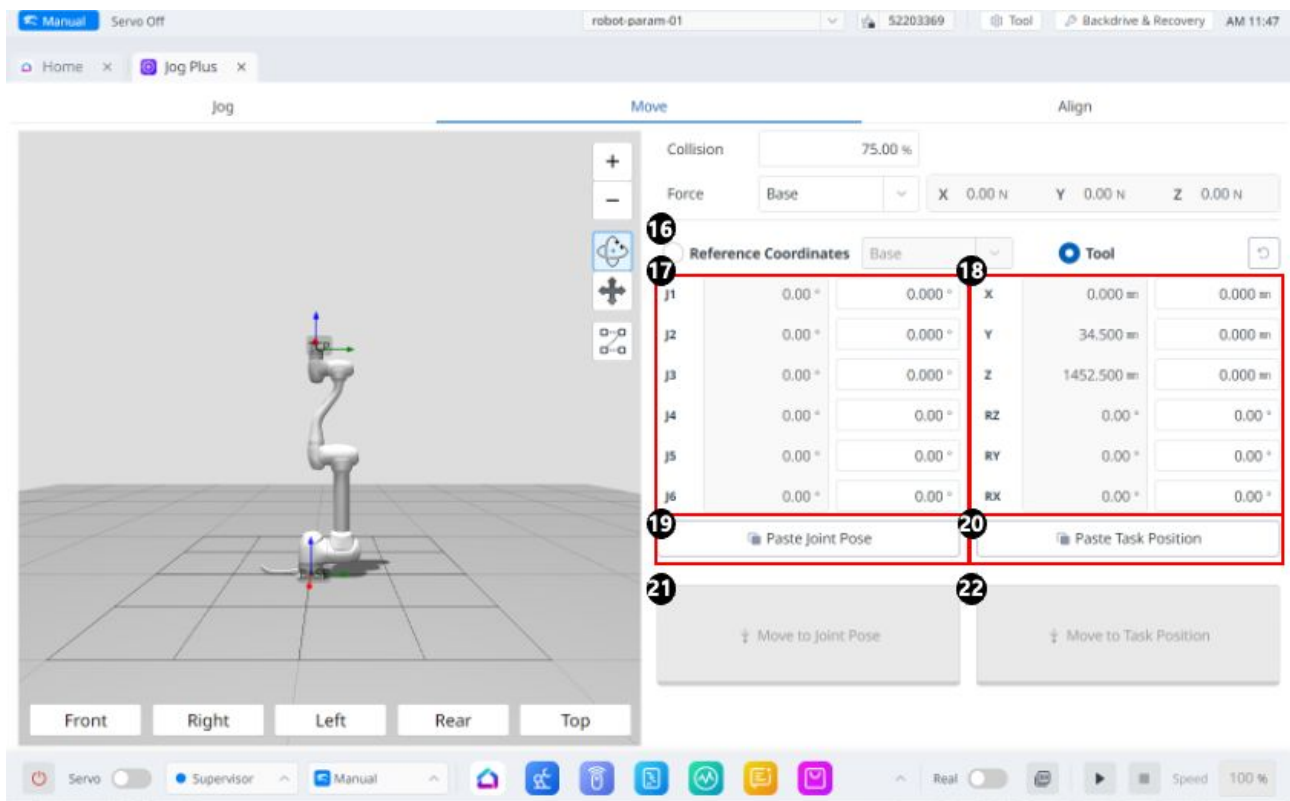 Manual Servo Off robot-param-01 52203369 Tool Backdrive & Recovery AM 11:47
Home × Jog Plus ×
Jog Move Align
Collision 75.00 %
Force Base X 0.00 N Y 0.00 N Z 0.00 N
16
Reference Coordinates Base Tool
17 18
J1 0.00 ° 0.000 ° X 0.000 mm 0.000 mm
J2 0.00 ° 0.000 ° Y 34.500 mm 0.000 mm
J3 0.00 ° 0.000 ° Z 1452.500 mm 0.000 mm
J4 0.00 ° 0.00 ° RZ 0.00 ° 0.00 °
J5 0.00 ° 0.00 ° RY 0.00 ° 0.00 °
J6 0.00 ° 0.00 ° RX 0.00 ° 0.00 °
19 Paste Joint Pose 20 Paste Task Position
21 Move to Joint Pose 22 Move to Task Position
Front Right Left Rear Top
Servo Supervisor Manual Real Speed 100 %